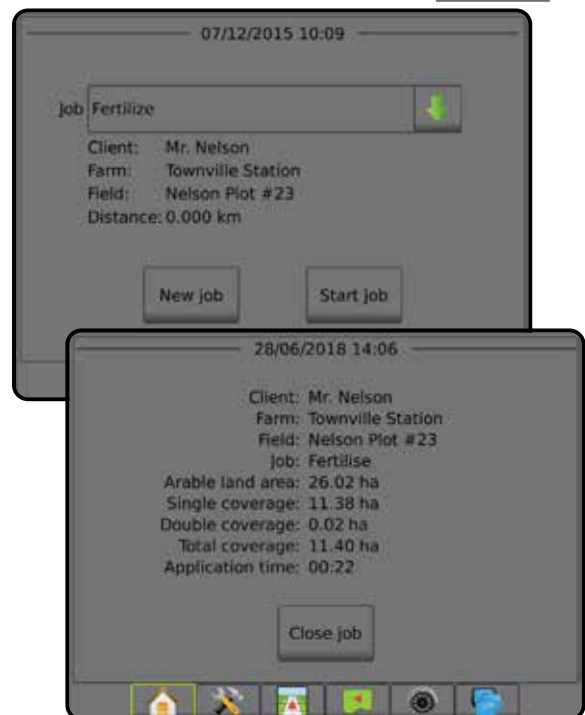 07/12/2015 10:09
Job Fertilize
Client: Mr. Nelson
Farm: Townville Station
Field: Nelson Plot #23
Distance: 0.000 km
New job Start job
28/06/2018 14:06
Client: Mr. Nelson
Farm: Townville Station
Field: Nelson Plot #23
Job: Fertilise
Arable land area: 26.02 ha
Single coverage: 11.38 ha
Double coverage: 0.02 ha
Total coverage: 11.40 ha
Application time: 00:22
Close job